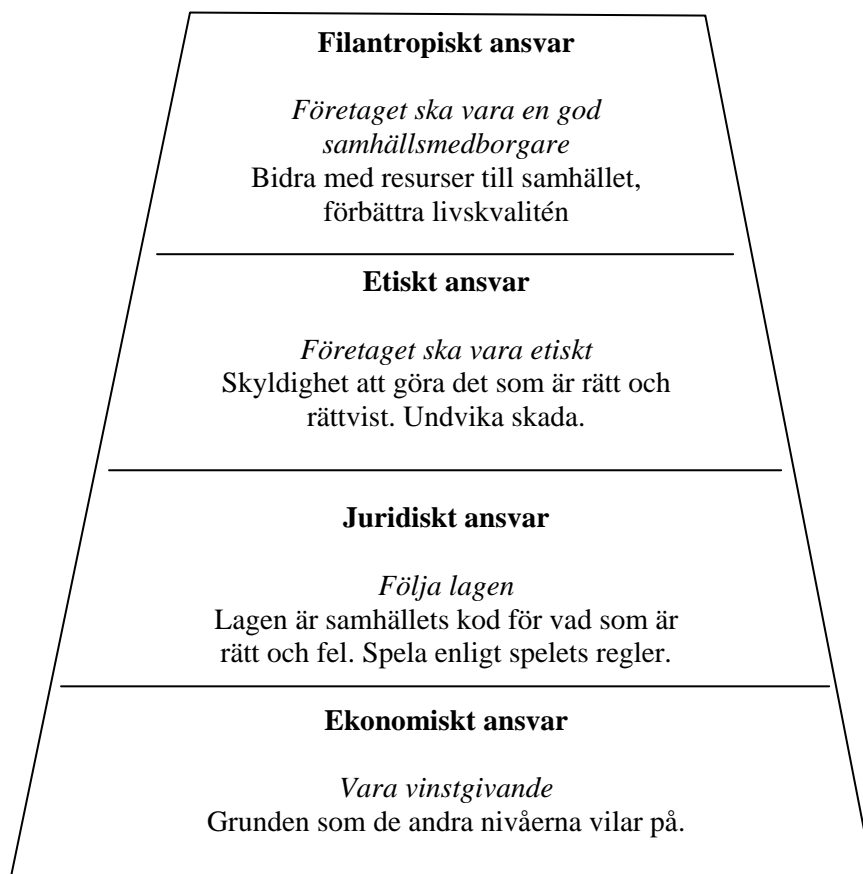 Filantropiskt ansvar
Företaget ska vara en god
samhällsmedborgare
Bidra med resurser till samhället,
förbättra livskvalitén
Etiskt ansvar
Företaget ska vara etiskt
Skyldighet att göra det som är rätt och
rättvist. Undvika skada.
Juridiskt ansvar
Följa lagen
Lagen är samhällets kod för vad som är
rätt och fel. Spela enligt spelets regler.
Ekonomiskt ansvar
Vara vinstgivande
Grunden som de andra nivåerna vilar på.